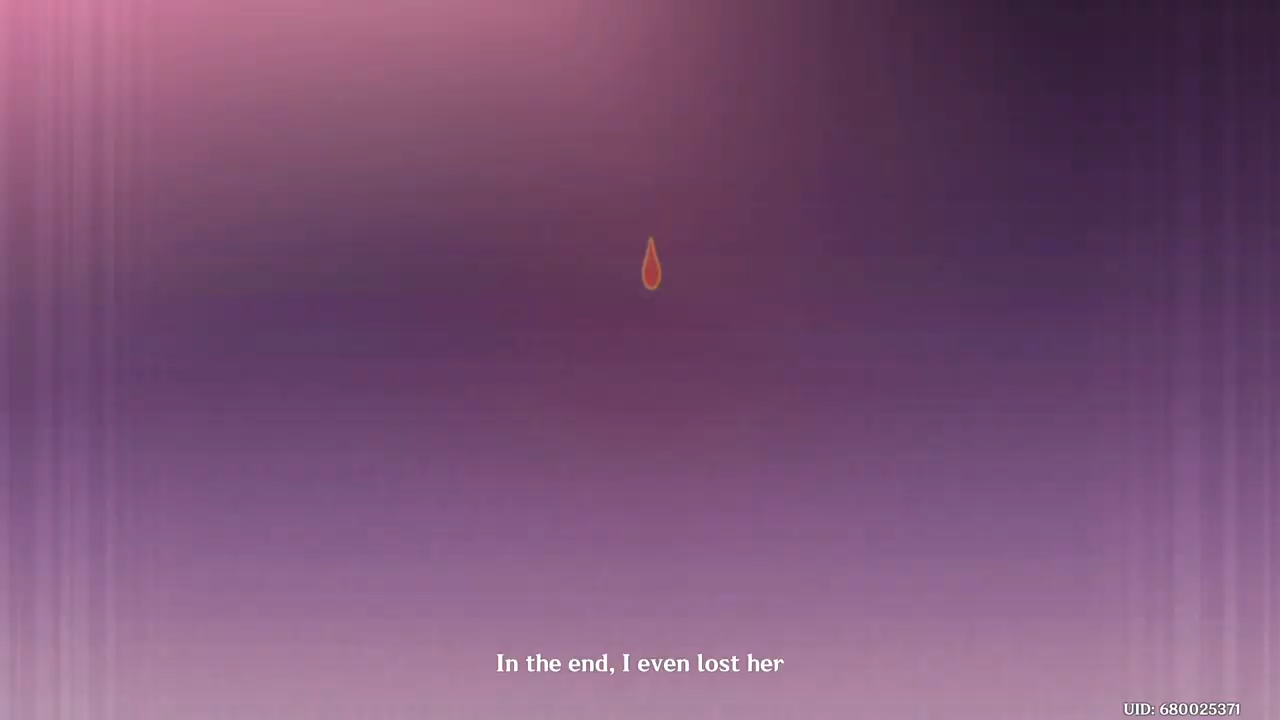 In the end, I even lost her
UID: 680025371